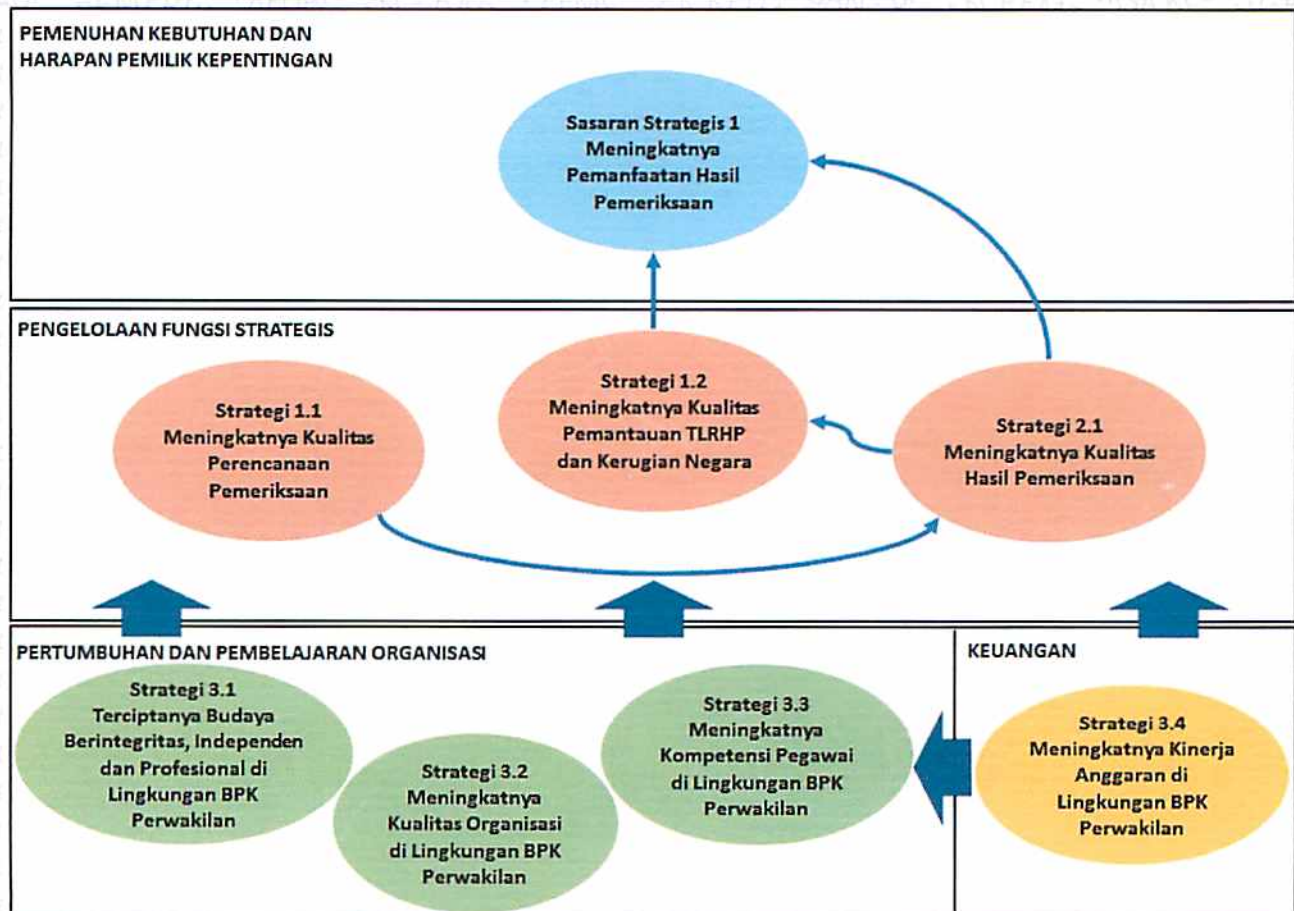 PEMENUHAN KEBUTUHAN DAN
HARAPAN PEMILIK KEPENTINGAN
Sasaran Strategis 1
Meningkatnya
Pemanfaatan Hasil
Pemeriksaan
PENGELOLAAN FUNGSI STRATEGIS
Strategi 1.1
Meningkatnya Kualitas
Perencanaan
Pemeriksaan
Strategi 1.2
Meningkatnya Kualitas
Pemantauan TLRHP
dan Kerugian Negara
Strategi 2.1
Meningkatnya Kualitas
Hasil Pemeriksaan
PERTUMBUHAN DAN PEMBELAJARAN ORGANISASI
Strategi 3.1
Terciptanya Budaya
Berintegritas, Independen
dan Profesional di
Lingkungan BPK
Perwakilan
Strategi 3.2
Meningkatnya
Kualitas Organisasi
di Lingkungan BPK
Perwakilan
Strategi 3.3
Meningkatnya
Kompetensi Pegawai
di Lingkungan BPK
Perwakilan
KEUANGAN
Strategi 3.4
Meningkatnya Kinerja
Anggaran di
Lingkungan BPK
Perwakilan